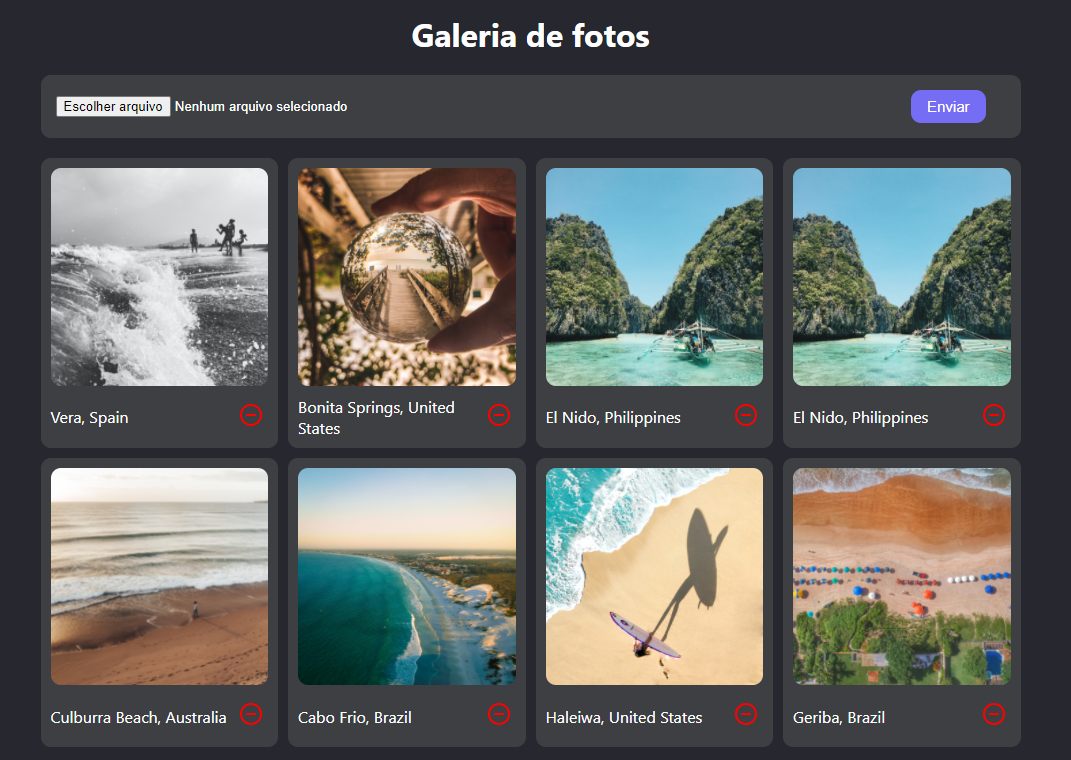 Galeria de fotos
Escolher arquivo Nenhum arquivo selecionado
Enviar
Vera, Spain
Bonita Springs, United
States
El Nido, Philippines
El Nido, Philippines
Culburra Beach, Australia
Cabo Frio, Brazil
Haleiwa, United States
Geriba, Brazil